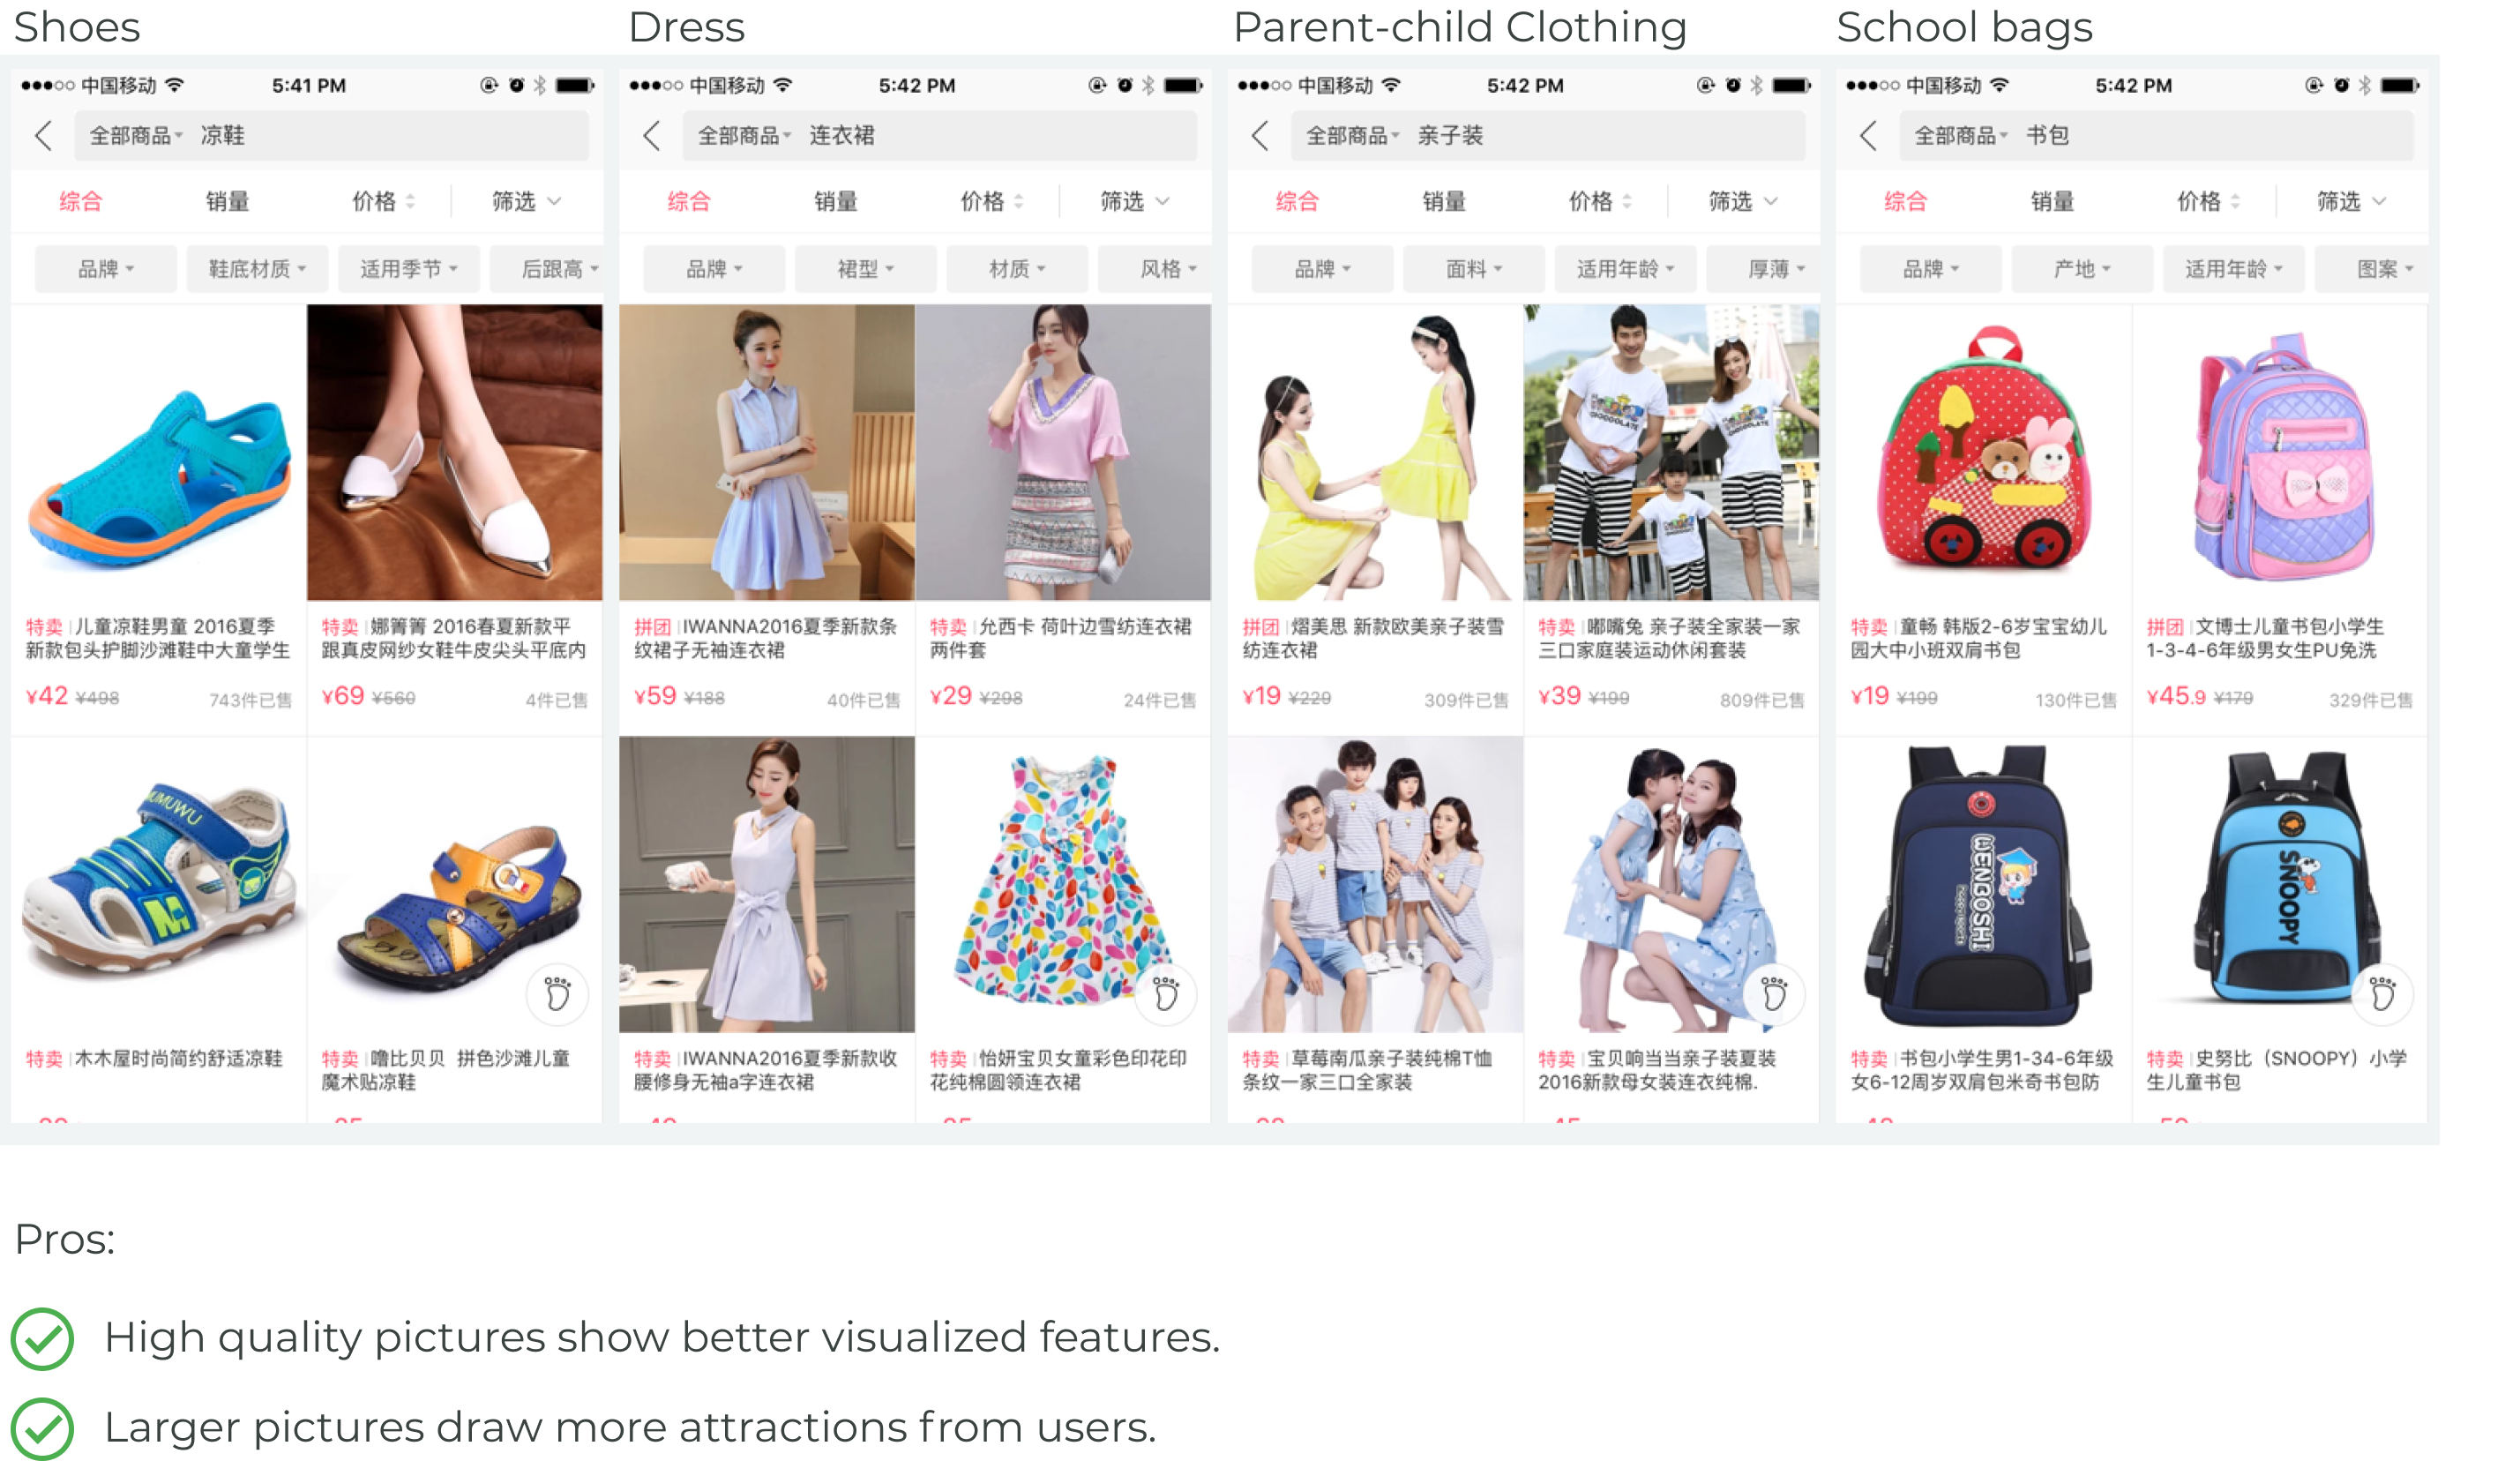 Shoes
Dress
Parent-child Clothing
School bags
中国移动 5:41 PM
全部商品 凉鞋
综合 销量 价格 筛选
品牌 鞋底材质 适用季节 后跟高
特卖 儿童凉鞋男童 2016夏季
新款包头护脚沙滩鞋中大童学生
¥42 ¥498 743件已售
特卖 娜箐箐 2016春夏新款平
跟真皮网纱女鞋牛皮尖头平底内
¥69 ¥560 4件已售
MUMUWU
M
特卖 木木屋时尚简约舒适凉鞋
特卖 噜比贝贝 拼色沙滩儿童
魔术贴凉鞋
中国移动 5:42 PM
全部商品 连衣裙
综合 销量 价格 筛选
品牌 裙型 材质 风格
拼团 IWANNA2016夏季新款条
纹裙子无袖连衣裙
¥59 ¥188 40件已售
特卖 允西卡 荷叶边雪纺连衣裙
两件套
¥29 ¥298 24件已售
特卖 IWANNA2016夏季新款收
腰修身无袖a字连衣裙
特卖 怡妍宝贝女童彩色印花印
花纯棉圆领连衣裙
中国移动 5:42 PM
全部商品 亲子装
综合 销量 价格 筛选
品牌 面料 适用年龄 厚薄
拼团 熠美思 新款欧美亲子装雪
纺连衣裙
¥19 ¥229 309件已售
特卖 嘟嘴兔 亲子装全家装一家
三口家庭装运动休闲套装
¥39 ¥199 809件已售
特卖 草莓南瓜亲子装纯棉T恤
条纹一家三口全家装
特卖 宝贝响当当亲子装夏装
2016新款母女装连衣纯棉.
中国移动 5:42 PM
全部商品 书包
综合 销量 价格 筛选
品牌 产地 适用年龄 图案
特卖 童畅 韩版2-6岁宝宝幼儿
园大中小班双肩书包
¥19 ¥199 130件已售
拼团 文博士儿童书包小学生
1-3-4-6年级男女生PU免洗
¥45.9 ¥179 329件已售
WENBOSHI
SNOOPY
特卖 书包小学生男1-34-6年级
女6-12周岁双肩包米奇书包防
特卖 史努比（SNOOPY）小学
生儿童书包
Pros:
High quality pictures show better visualized features.
Larger pictures draw more attractions from users.